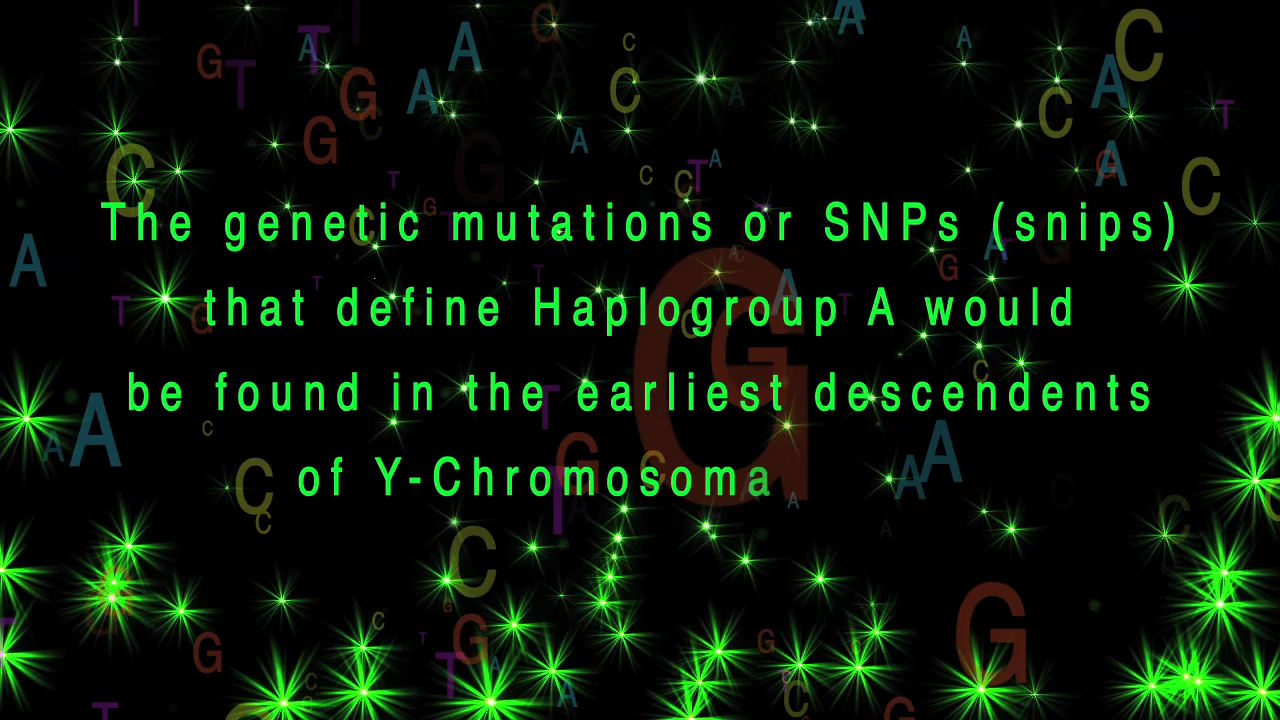 The genetic mutations or SNPs (snips)
that define Haplogroup A would
be found in the earliest descendents
of Y-Chromosoma